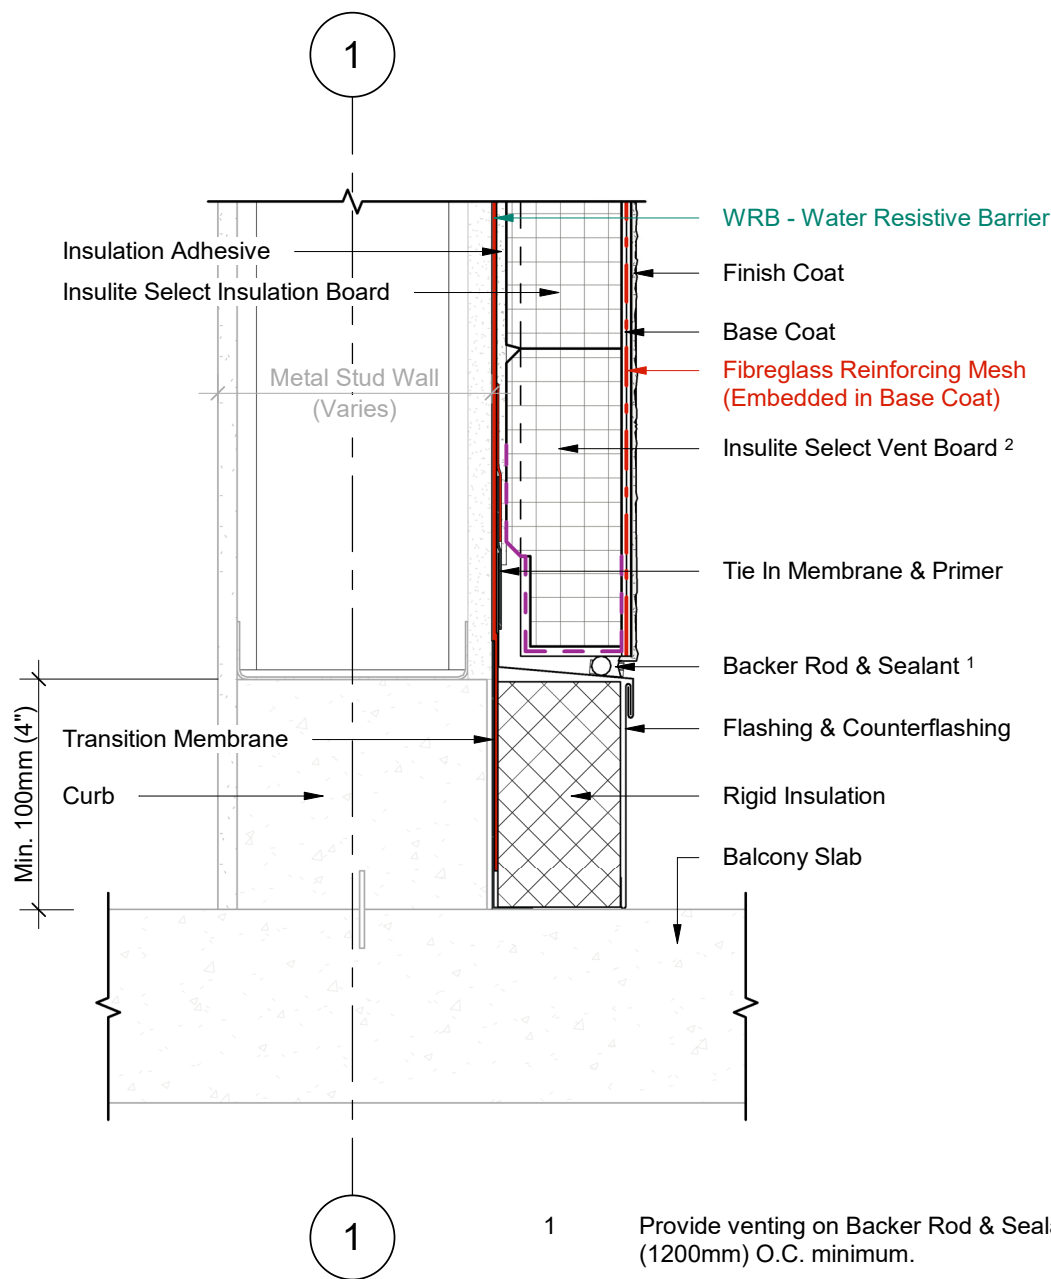 1
WRB - Water Resistive Barrier
Insulation Adhesive
Finish Coat
Insulite Select Insulation Board
Base Coat
Metal Stud Wall
(Varies)
Fibreglass Reinforcing Mesh
(Embedded in Base Coat)
Insulite Select Vent Board 2
Tie In Membrane & Primer
Backer Rod & Sealant 1
Min. 100mm (4")
Transition Membrane
Flashing & Counterflashing
Curb
Rigid Insulation
Balcony Slab
1
1 Provide venting on Backer Rod &
(1200mm) O.C. minimum.